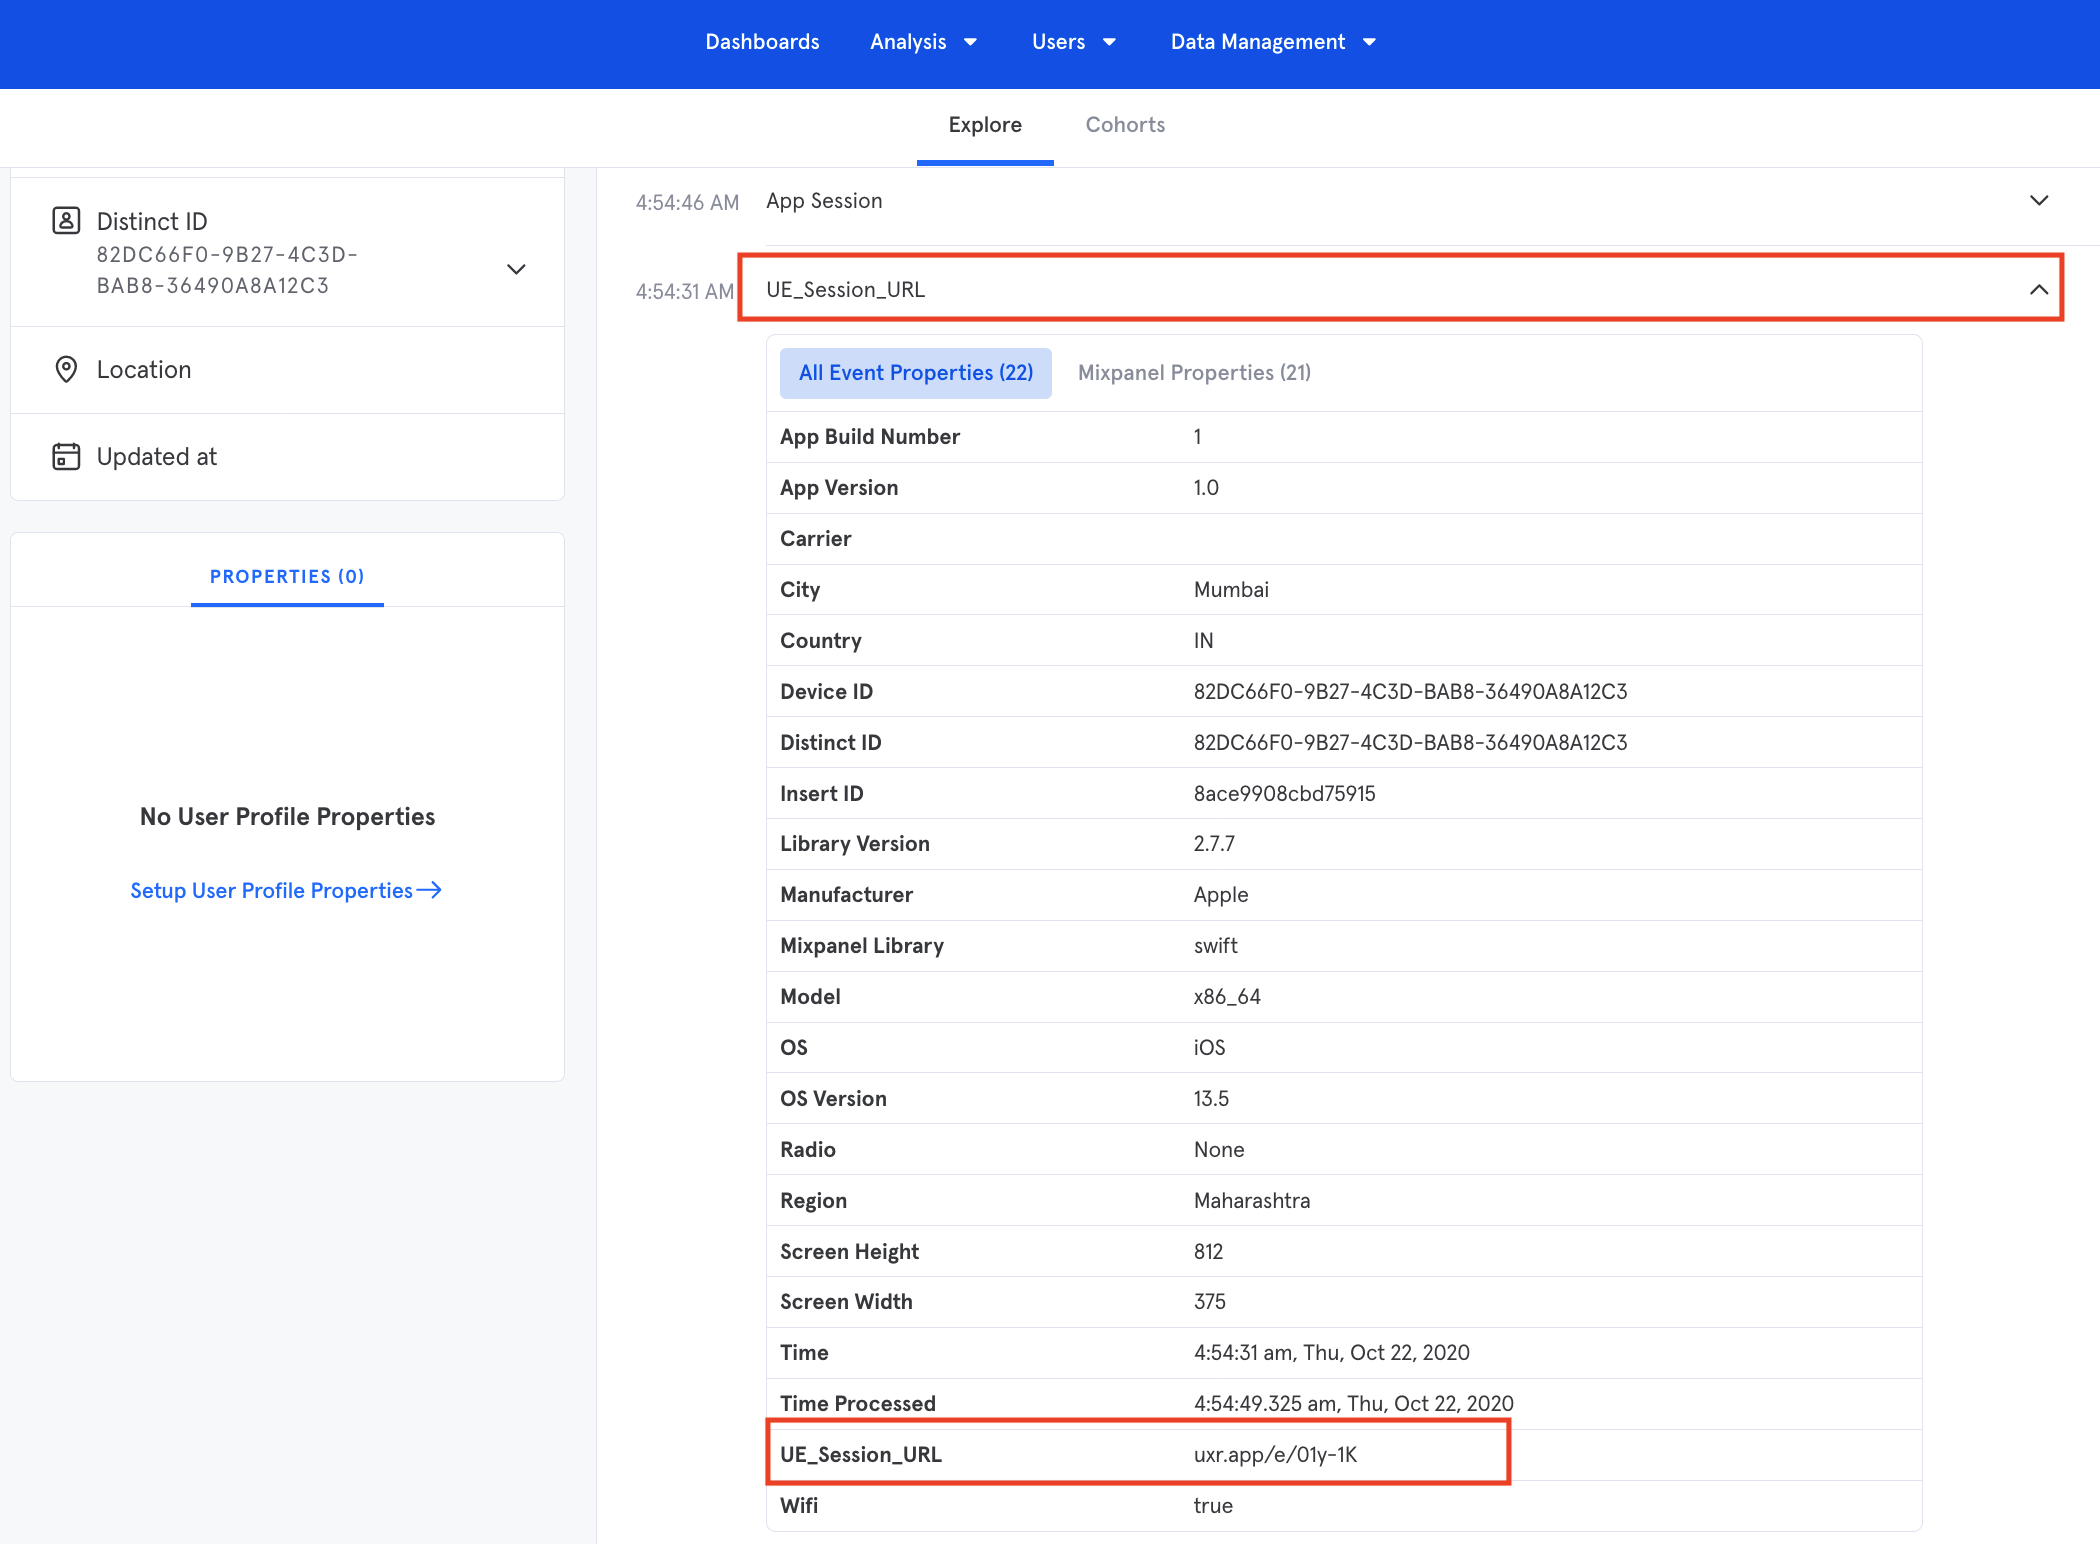 Dashboards Analysis Users Data Management
Explore Cohorts
Distinct ID
82DC66F0-9B27-4C3D-
BAB8-36490A8A12C3
Location
Updated at
PROPERTIES (0)
No User Profile Properties
Setup User Profile Properties→
4:54:46 AM App Session
4:54:31 AM UE_Session_URL
All Event Properties (22) Mixpanel Properties (21)
App Build Number 1
App Version 1.0
Carrier
City Mumbai
Country IN
Device ID 82DC66F0-9B27-4C3D-BAB8-36490A8A12C3
Distinct ID 82DC66F0-9B27-4C3D-BAB8-36490A8A12C3
Insert ID 8ace9908cbd75915
Library Version 2.7.7
Manufacturer Apple
Mixpanel Library swift
Model x86_64
OS iOS
OS Version 13.5
Radio None
Region Maharashtra
Screen Height 812
Screen Width 375
Time 4:54:31 am, Thu, Oct 22, 2020
Time Processed 4:54:49.325 am, Thu, Oct 22, 2020
UE_Session_URL uxr.app/e/01y-1K
Wifi true